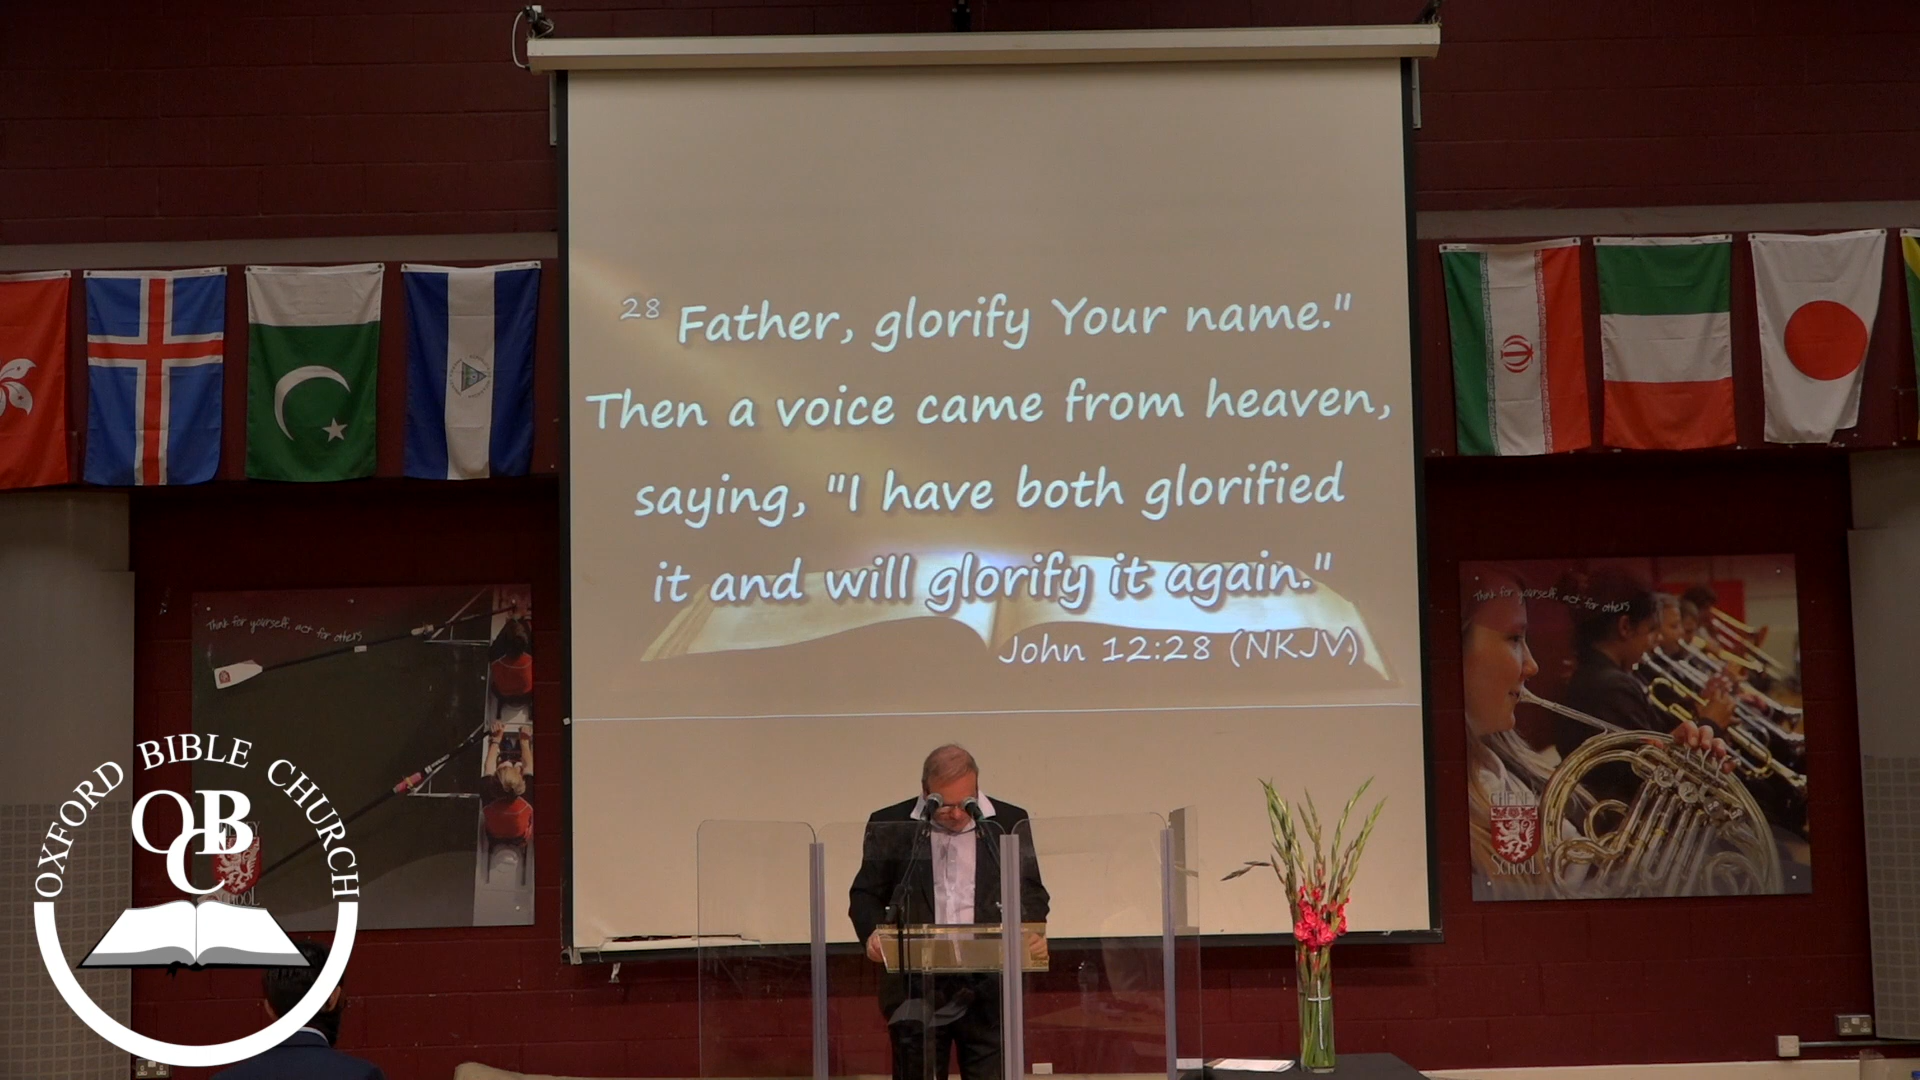 28 Father, glorify Your name."
Then a voice came from heaven,
saying, "I have both glorified
it and will glorify it again."
John 12:28 (NKJV)
Think for yourself, act for others
Think for yourself, act for others
OXFORD BIBLE CHURCH
OBC
SCHOOL